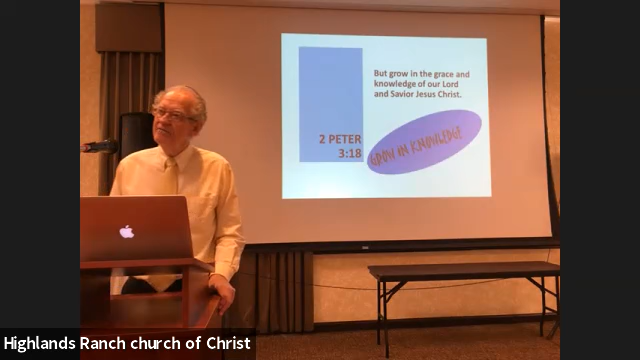 But grow in the grace and
knowledge of our Lord
and Savior Jesus Christ.
2 PETER
3:18
GROW IN KNOWLEDGE
Highlands Ranch church of Christ